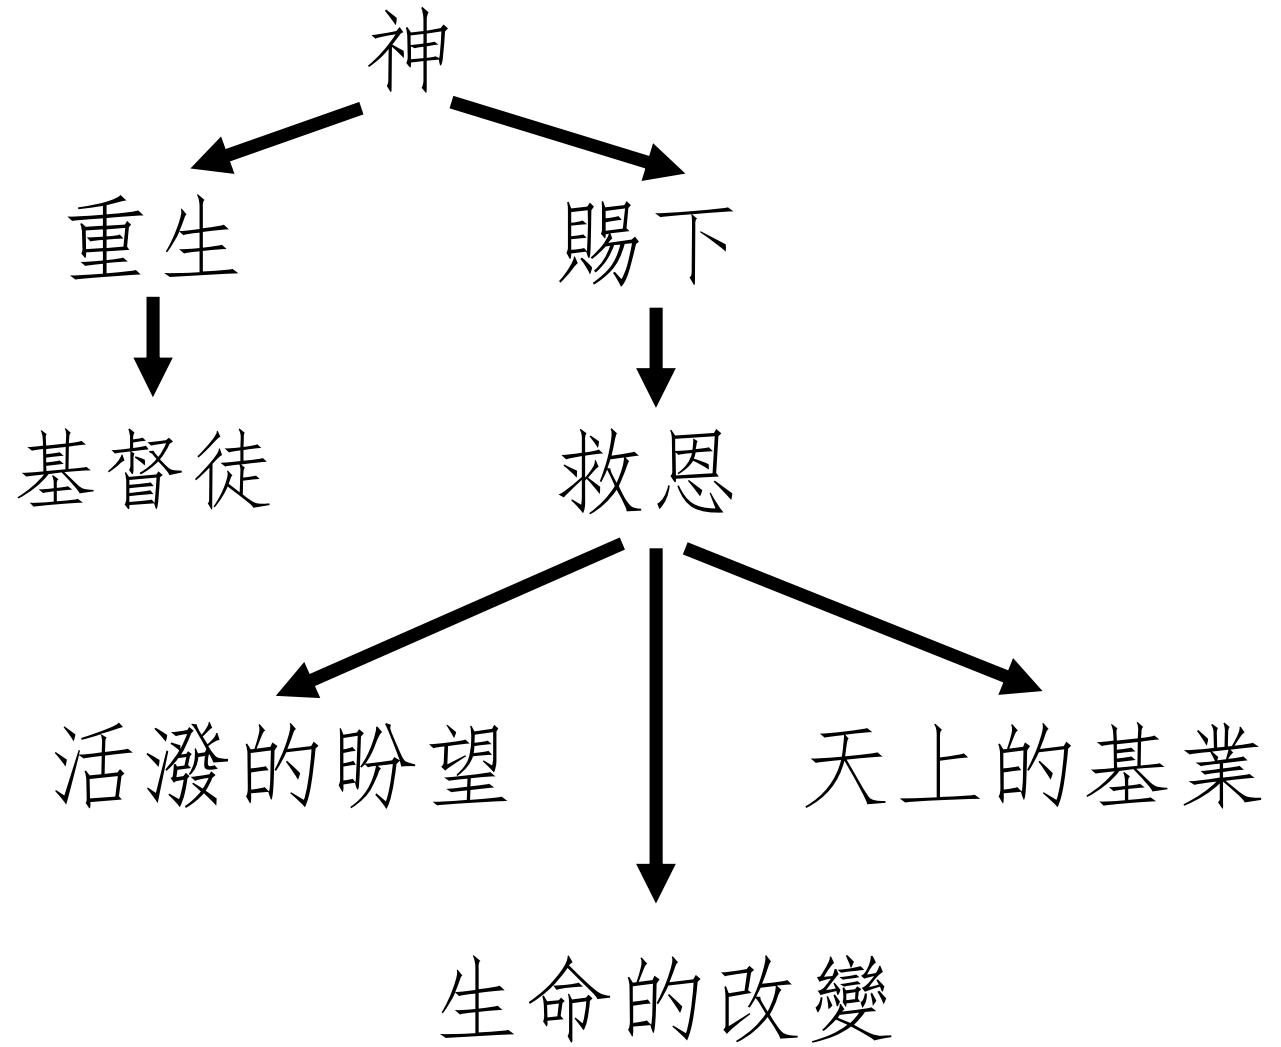 神
重生
賜下
基督徒
救恩
活潑的盼望
天上的基業
生命的改變